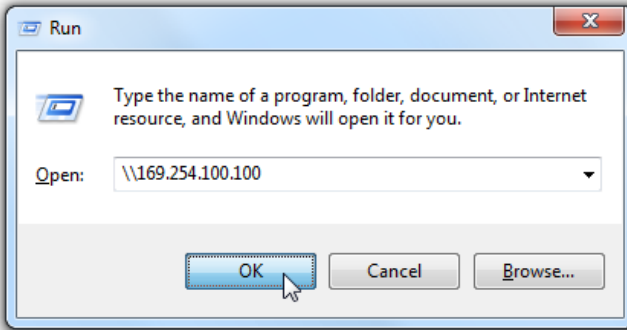 Run
Type the name of a program, folder, document, or Internet
resource, and Windows will open it for you.
Open: \\169.254.100.100
OK Cancel Browse...